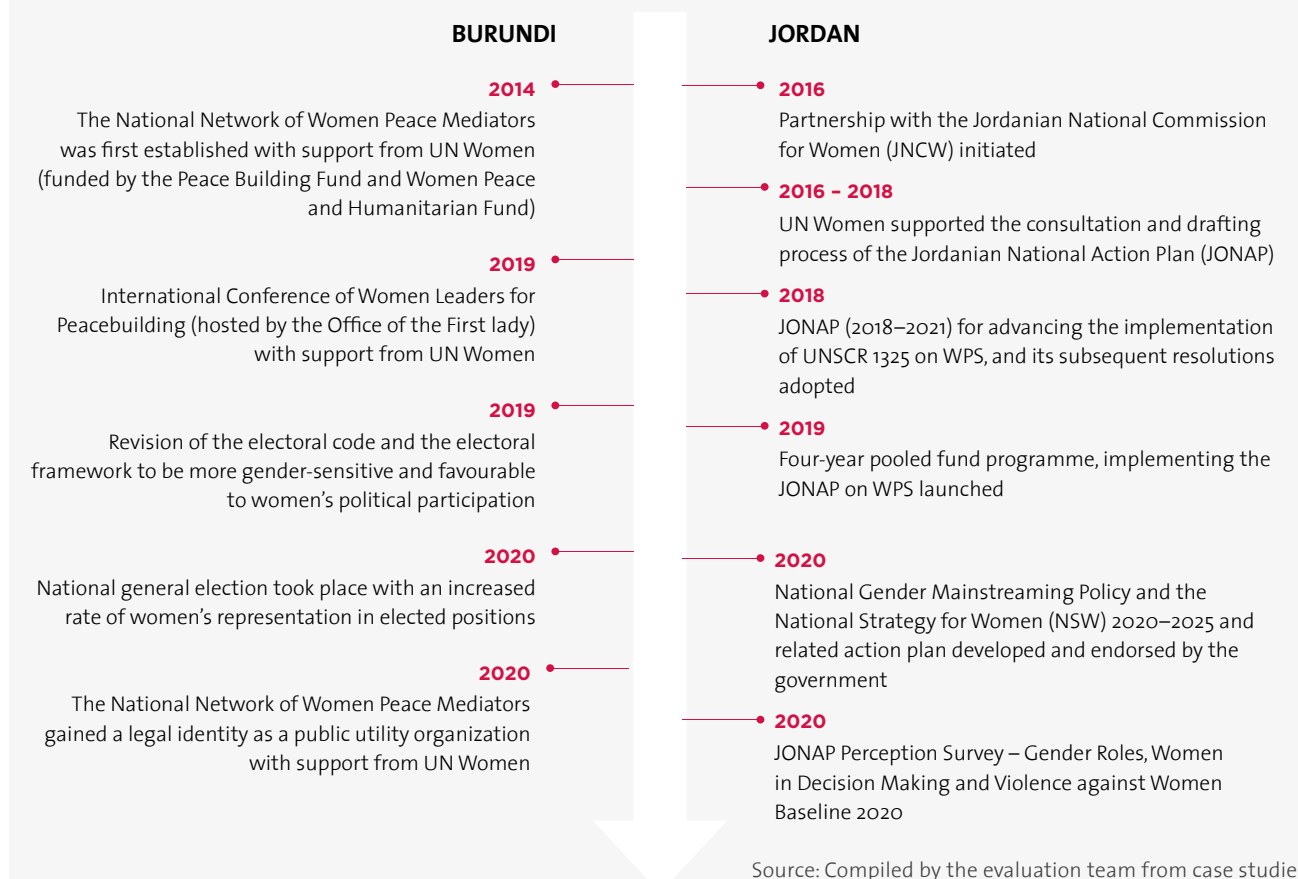 BURUNDI
2014
The National Network of Women Peace Mediators
was first established with support from UN Women
(funded by the Peace Building Fund and Women Peace
and Humanitarian Fund)
2019
International Conference of Women Leaders for
Peacebuilding (hosted by the Office of the First lady)
with support from UN Women
2019
Revision of the electoral code and the electoral
framework to be more gender-sensitive and favourable
to women’s political participation
2020
National general election took place with an increased
rate of women’s representation in elected positions
2020
The National Network of Women Peace Mediators
gained a legal identity as a public utility organization
with support from UN Women
JORDAN
2016
Partnership with the Jordanian National Commission
for Women (JNCW) initiated
2016 – 2018
UN Women supported the consultation and drafting
process of the Jordanian National Action Plan (JONAP)
2018
JONAP (2018–2021) for advancing the implementation
of UNSCR 1325 on WPS, and its subsequent resolutions
adopted
2019
Four-year pooled fund programme, implementing the
JONAP on WPS launched
2020
National Gender Mainstreaming Policy and the
National Strategy for Women (NSW) 2020–2025 and
related action plan developed and endorsed by the
government
2020
JONAP Perception Survey – Gender Roles, Women
in Decision Making and Violence against Women
Baseline 2020
Source: Compiled by the evaluation team from case studie